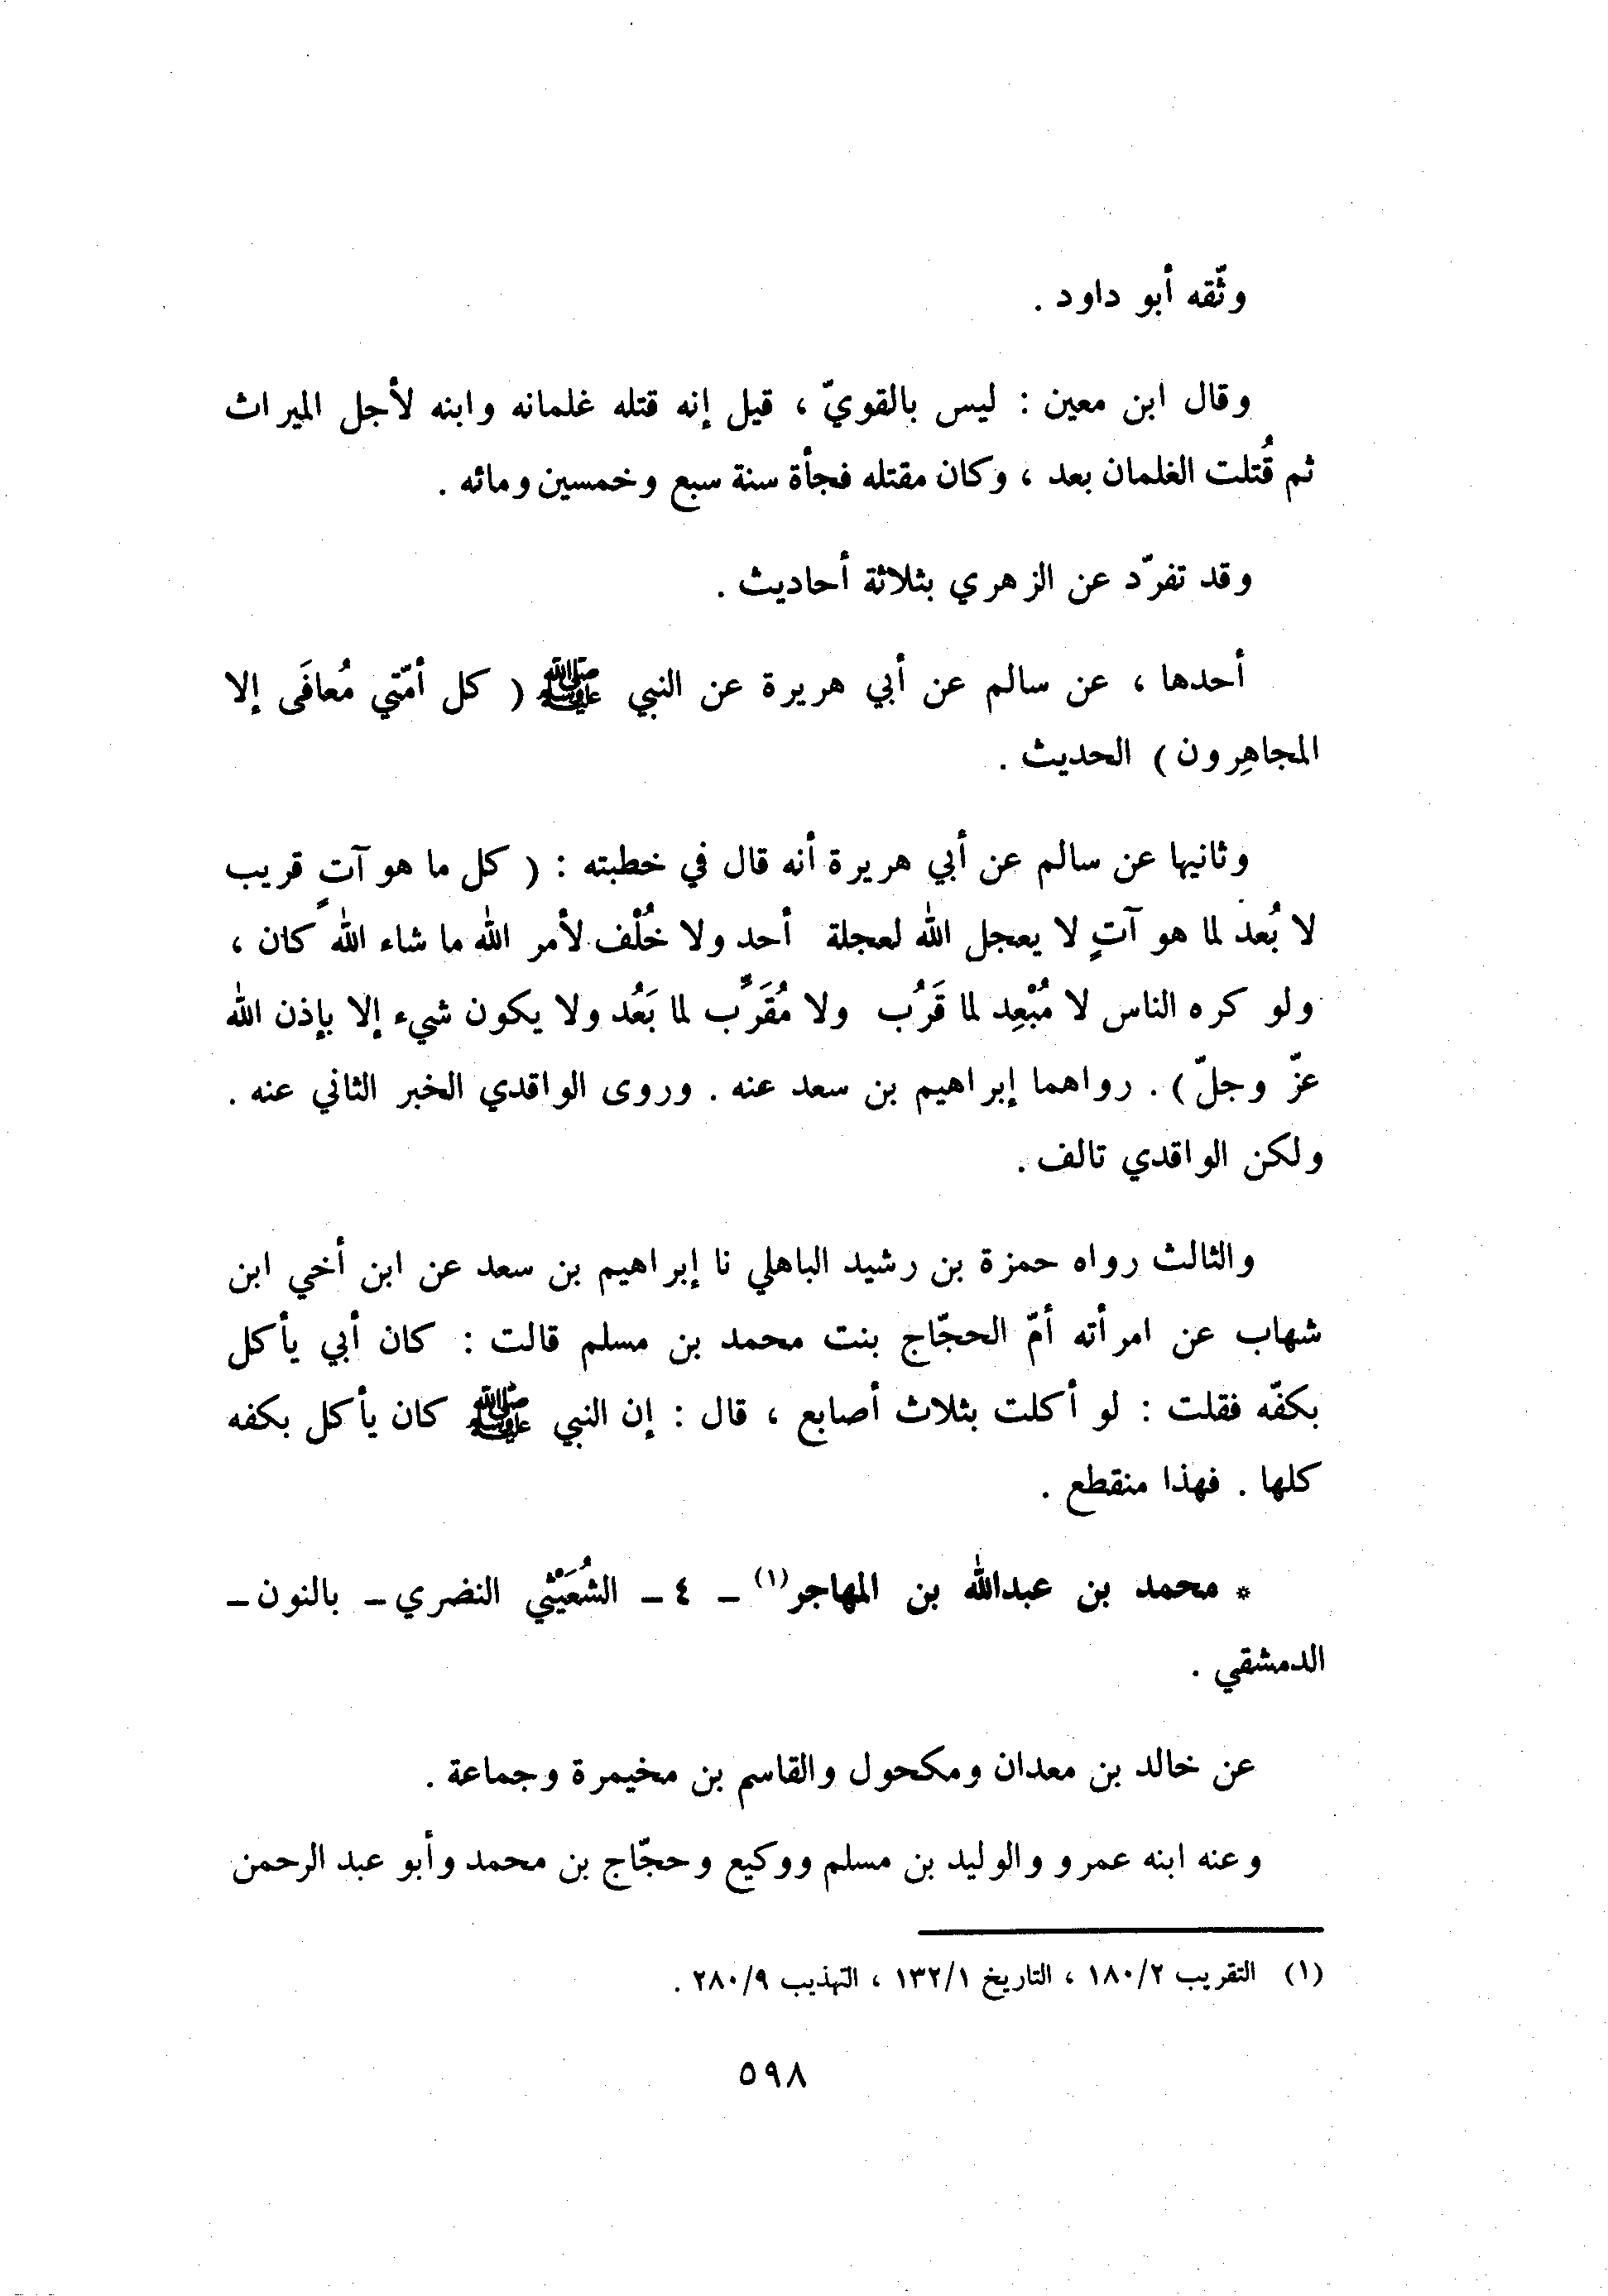 وثّقه أبو داود .
وقال ابن معين : ليس بالقويّ ، قيل إنه قتله غلمانه وابنه لأجل الميراث
ثم قُتلت الغلمان بعد ، وكان مقتله فجأة سنة سبع وخمسين ومائه .
وقد تفرّد عن الزهري بثلاثة أحاديث .
أحدها ، عن سالم عن أبي هريرة عن النبي ﷺ ( كل أمّتي مُعافَى إلا
المجاهِرون ) الحديث .
وثانيها عن سالم عن أبي هريرة أنه قال في خطبته : ( كل ما هو آتٍ قريب
لا بُعد لما هو آتٍ لا يعجل الله لعجلة أحد ولا خُلْف لأمر الله ما شاء الله كان ،
ولو كره الناس لا مُبْعِد لما قَرُب ولا مُقَرِّب لما بَعُد ولا يكون شيء إلا بإذن الله
عزّ وجلّ ) . رواهما إبراهيم بن سعد عنه . وروى الواقدي الخبر الثاني عنه .
ولكن الواقدي تالف .
والثالث رواه حمزة بن رشيد الباهلي نا إبراهيم بن سعد عن ابن أخي ابن
شهاب عن امرأته أمّ الحجّاج بنت محمد بن مسلم قالت : كان أبي يأكل
بكفّه فقلت : لو أكلت بثلاث أصابع ، قال : إن النبي ﷺ كان يأكل بكفه
كلها . فهذا منقطع .
* محمد بن عبدالله بن المهاجر(١) ــ ٤ ــ الشُعَيْثي النضري ــ بالنون ــ
الدمشقي .
عن خالد بن معدان ومكحول والقاسم بن مخيمرة وجماعة .
وعنه ابنه عمرو والوليد بن مسلم ووكيع وحجّاج بن محمد وأبو عبد الرحمن
(١) التقريب ١٨٠/٢ ، التاريخ ١٣٢/١ ، التهذيب ٢٨٠/٩ .
٥٩٨